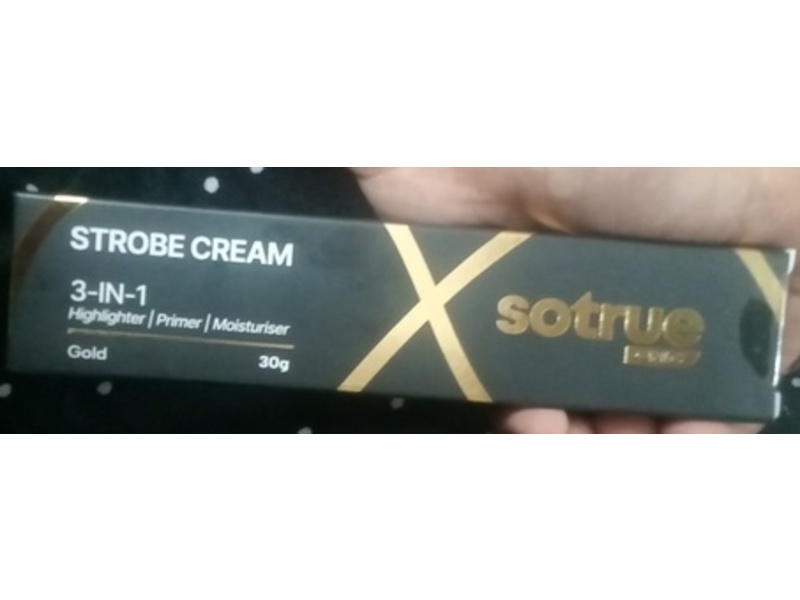 STROBE CREAM
3-IN-1
Highlighter | Primer | Moisturiser
Gold 30g
sotrue